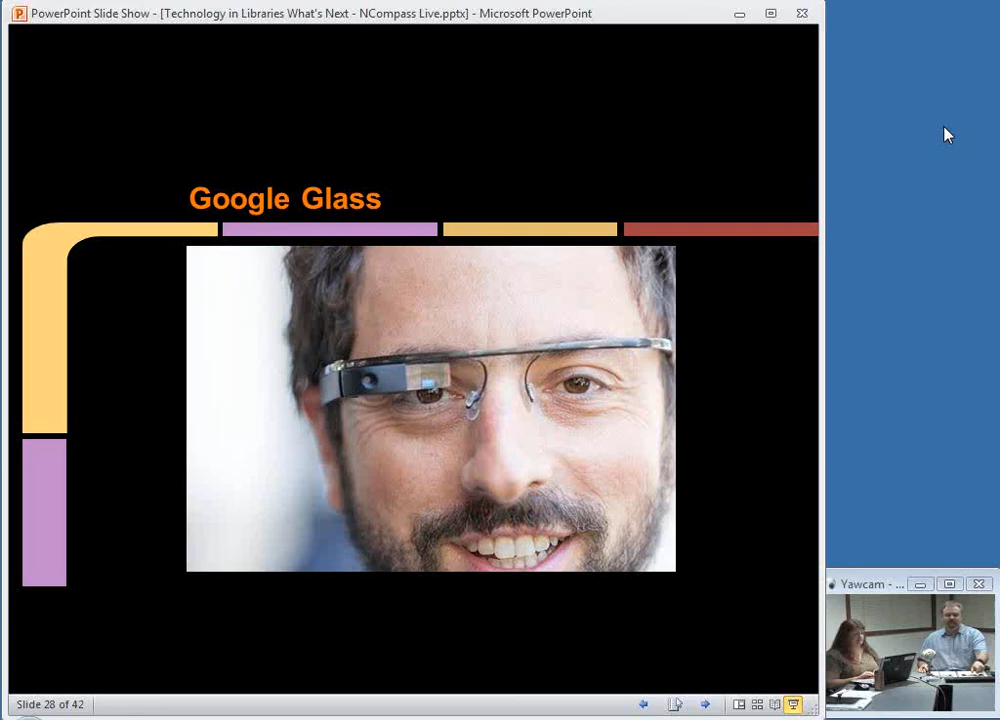 PowerPoint Slide Show - [Technology in Libraries What's Next - NCompass Live.pptx] - Microsoft PowerPoint
Google Glass
Yawcam - ...
Slide 28 of 42